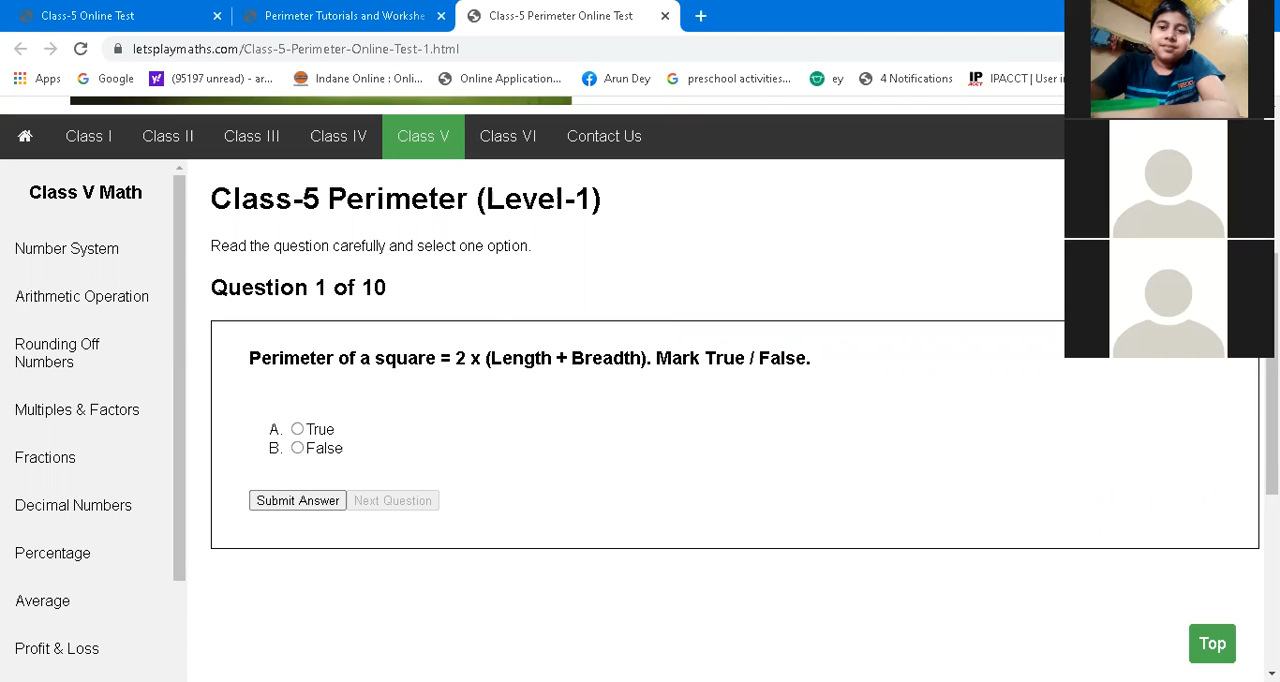 Class-5 Online Test
Perimeter Tutorials and Workshe
Class-5 Perimeter Online Test
letsplaymaths.com/Class-5-Perimeter-Online-Test-1.html
Apps
Google
(95197 unread) - ar...
Indane Online : Onli...
Online Application...
Arun Dey
preschool activities...
ey
4 Notifications
IPACCT | User in
Class I
Class II
Class III
Class IV
Class V
Class VI
Contact Us
Class V Math
Number System
Arithmetic Operation
Rounding Off
Numbers
Multiples & Factors
Fractions
Decimal Numbers
Percentage
Average
Profit & Loss
Class-5 Perimeter (Level-1)
Read the question carefully and select one option.
Question 1 of 10
Perimeter of a square = 2 x (Length + Breadth). Mark True / False.
A. True
B. False
Submit Answer Next Question
Top